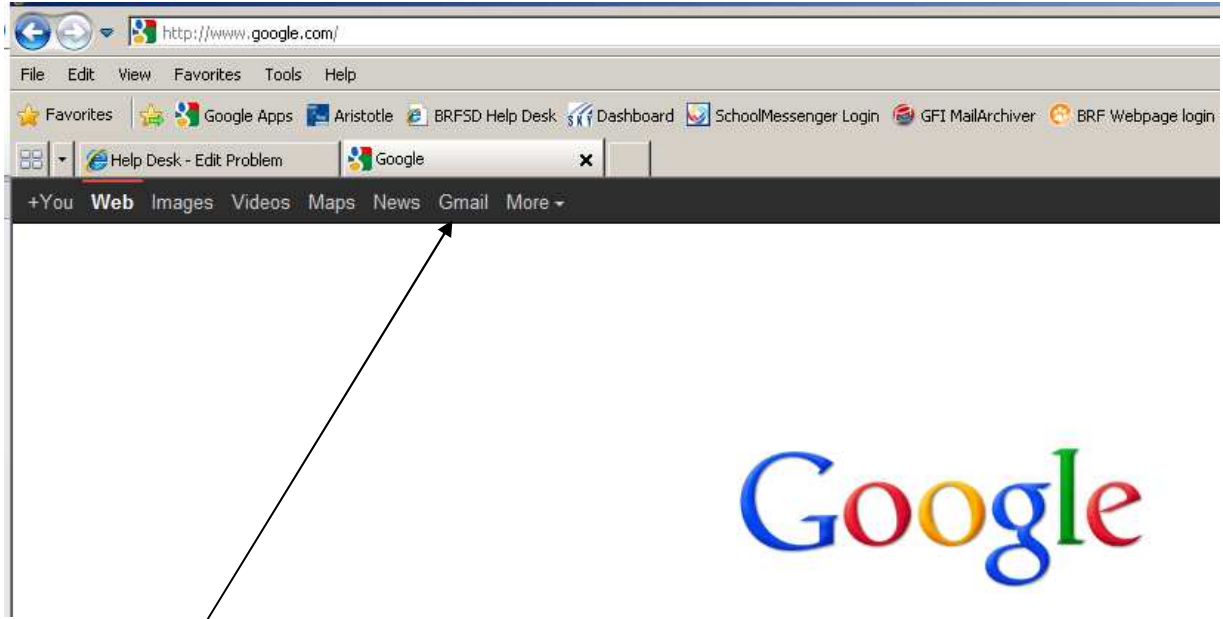 http://www.google.com/
File Edit View Favorites Tools Help
Favorites Google Apps Aristotle BRFSD Help Desk Dashboard SchoolMessenger Login GFI MailArchiver BRF Webpage login
Help Desk - Edit Problem Google
+You Web Images Videos Maps News Gmail More
Google